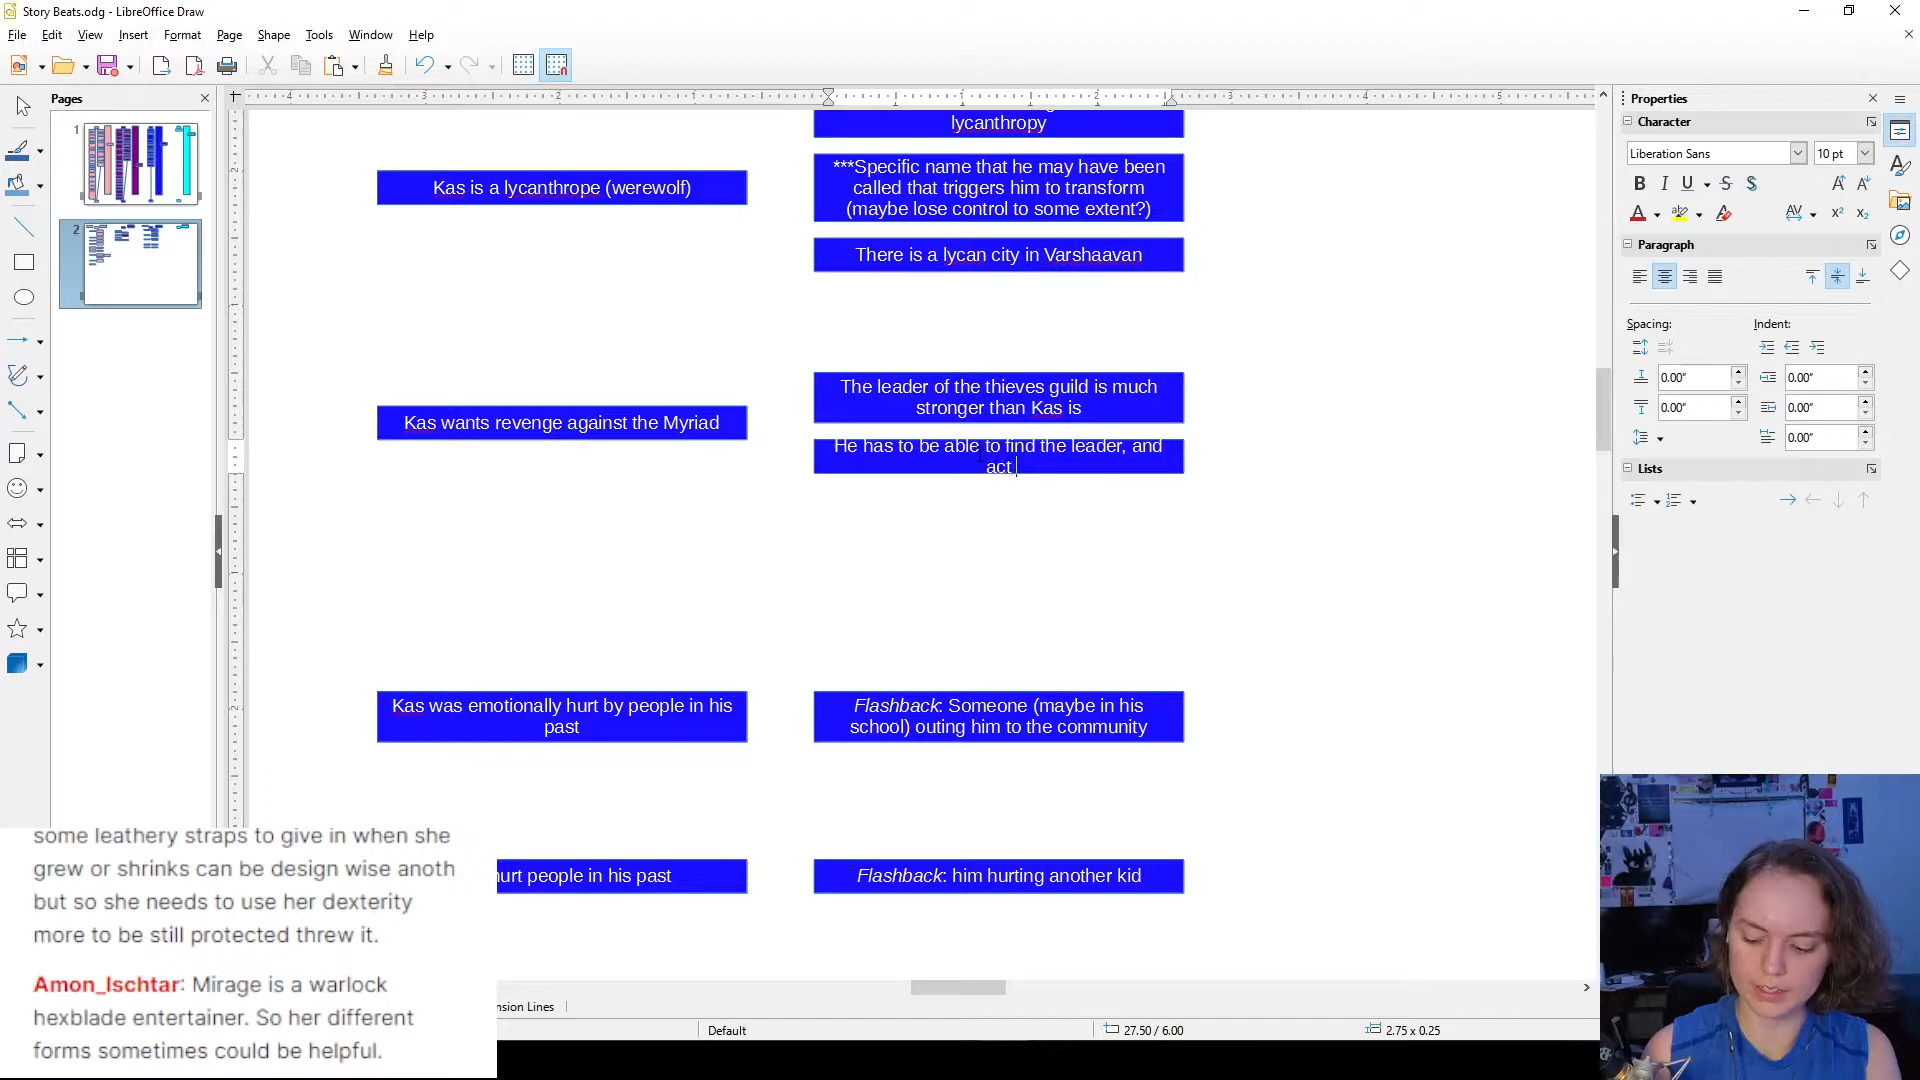 Story Beats.odg - LibreOffice Draw
File Edit View Insert Format Page Shape Tools Window Help
Pages
1
2
lycanthropy
Kas is a lycanthrope (werewolf)
***Specific name that he may have been
called that triggers him to transform
(maybe lose control to some extent?)
There is a lycan city in Varshaavan
The leader of the thieves guild is much
stronger than Kas is
Kas wants revenge against the Myriad
He has to be able to find the leader, and
act
Kas was emotionally hurt by people in his
past
Flashback: Someone (maybe in his
school) outing him to the community
hurt people in his past
Flashback: him hurting another kid
Properties
Character
Liberation Sans
10 pt
Paragraph
Spacing:
Indent:
0.00"
0.00"
0.00"
0.00"
0.00"
Lists
some leathery straps to give in when she
grew or shrinks can be design wise anoth
but so she needs to use her dexterity
more to be still protected threw it.
Amon_Ischtar: Mirage is a warlock
hexblade entertainer. So her different
forms sometimes could be helpful.
nsion Lines
Default
27.50 / 6.00
2.75 x 0.25